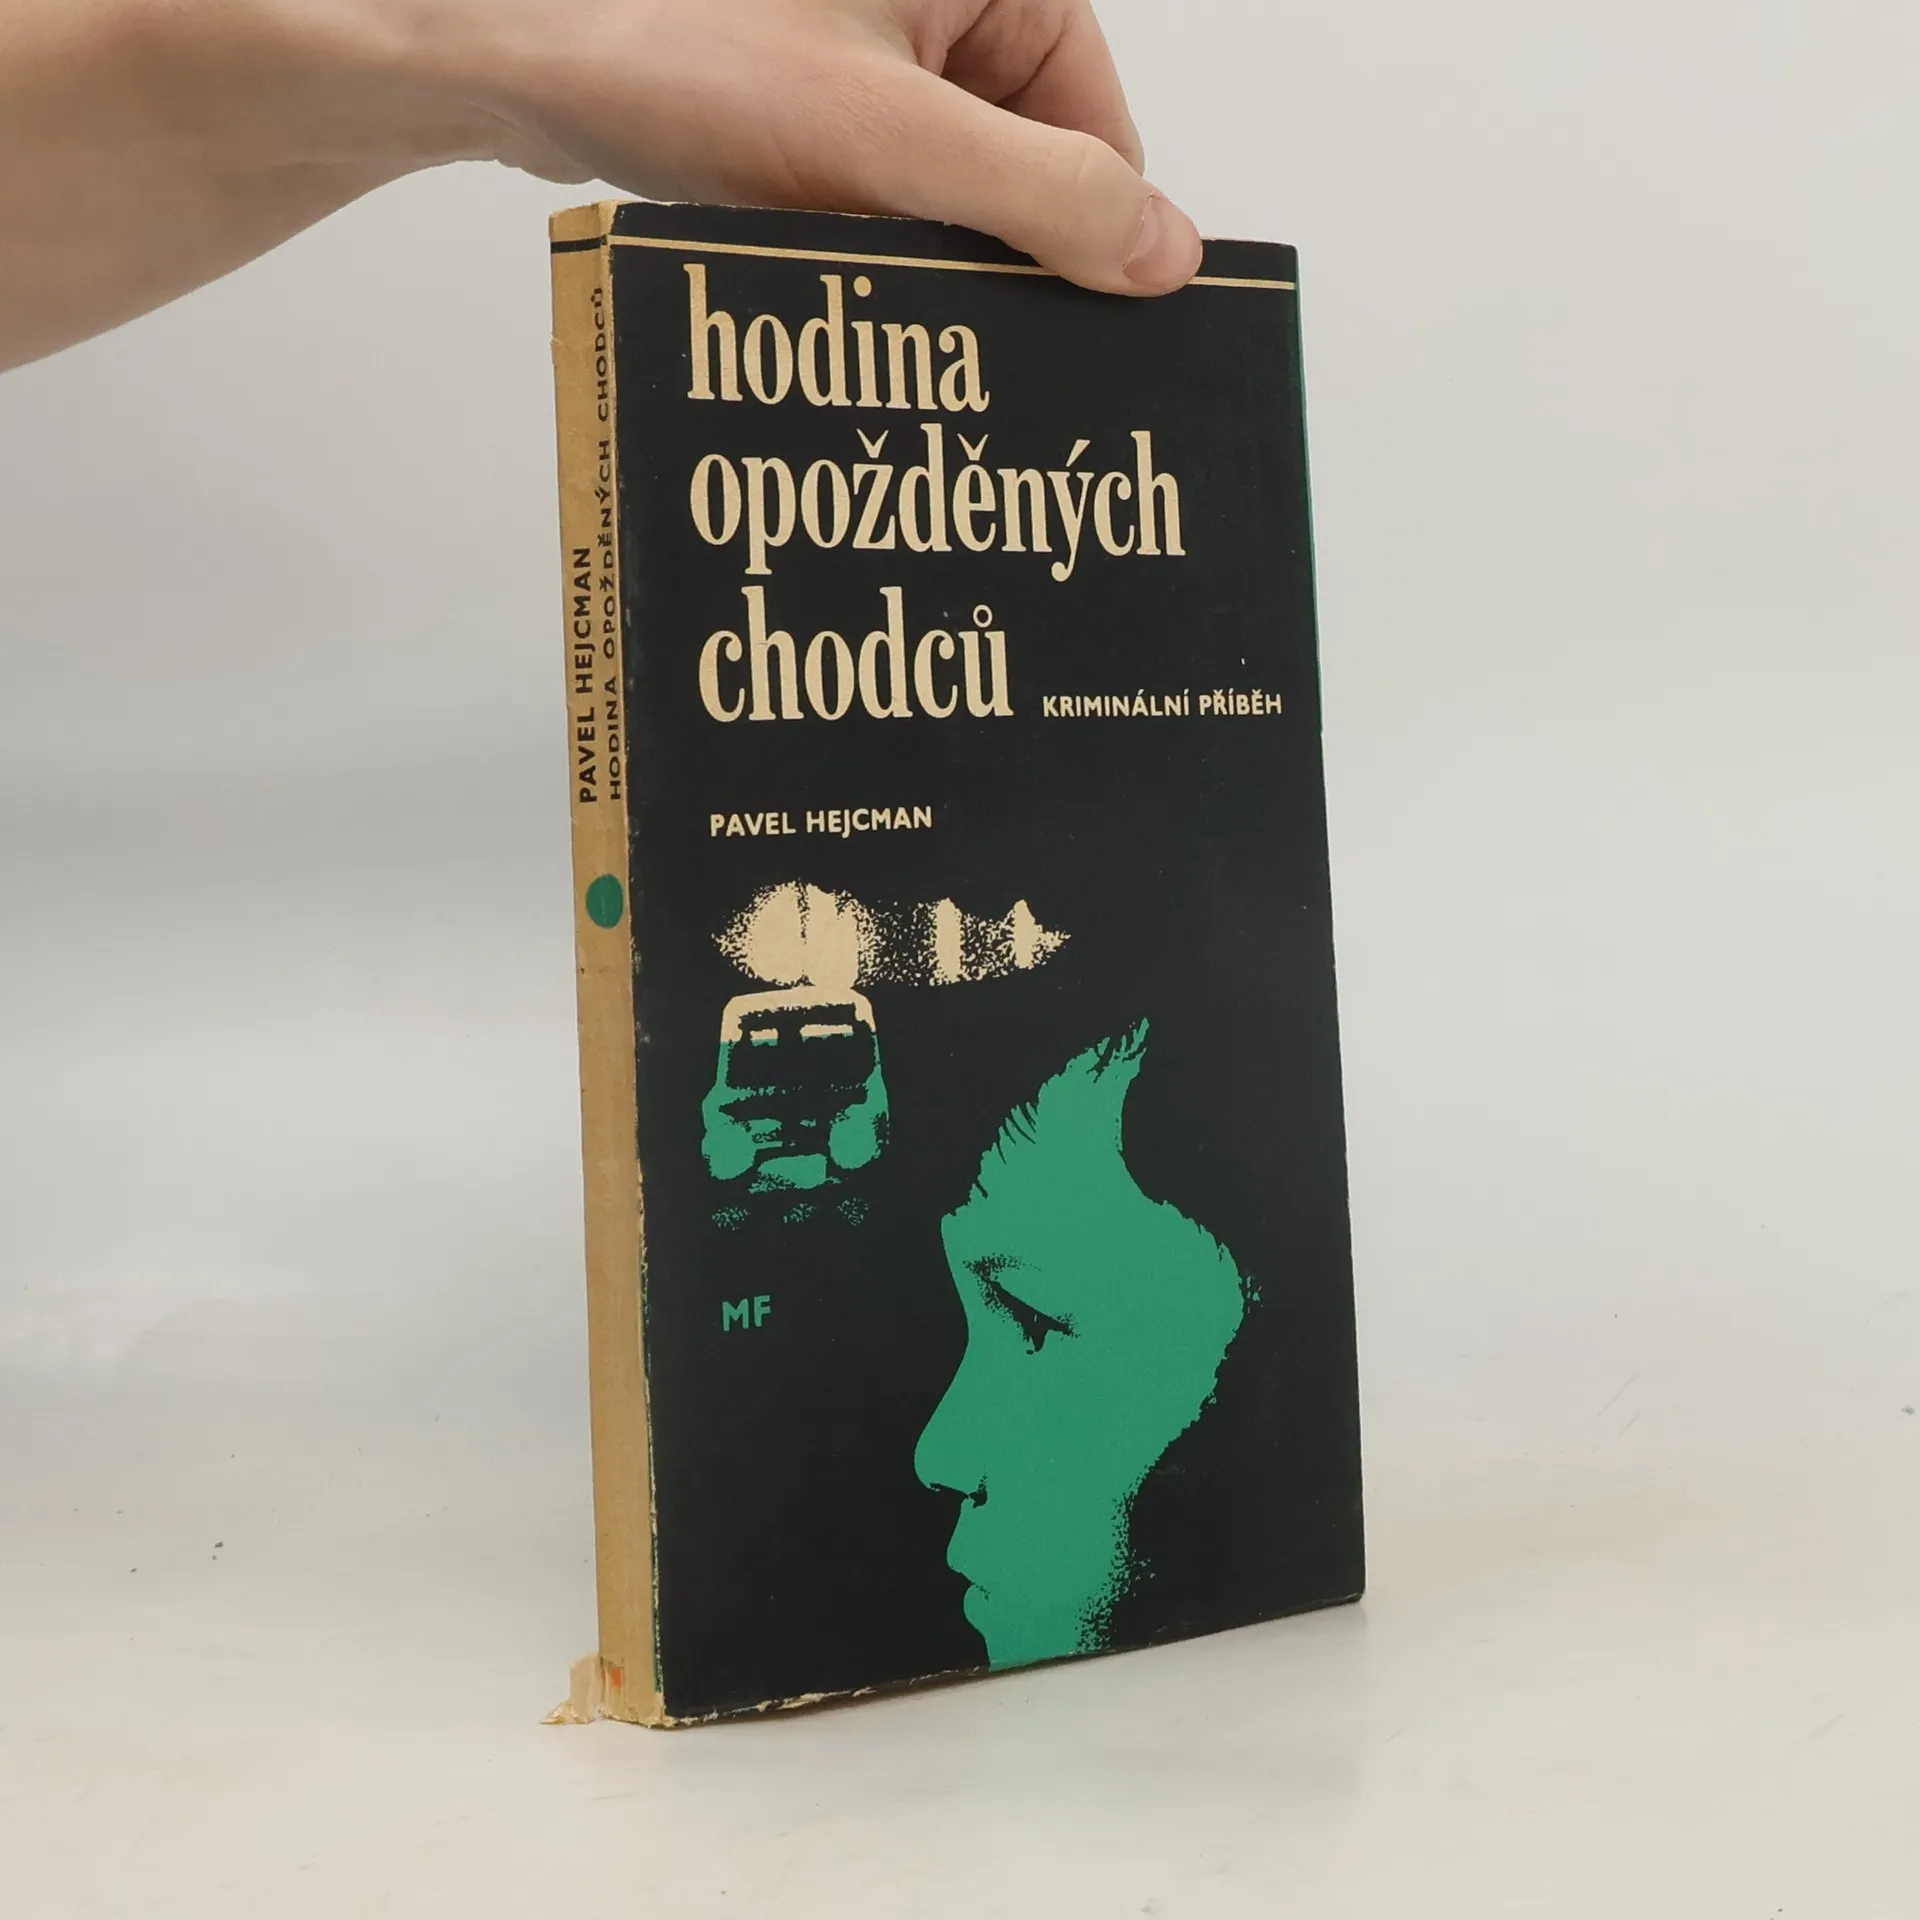 PAVEL HEJCMAN
HODINA OPOŽDĚNÝCH CHODCŮ
hodina
opožděných
chodců
KRIMINÁLNÍ PŘÍBĚH
PAVEL HEJCMAN
MF